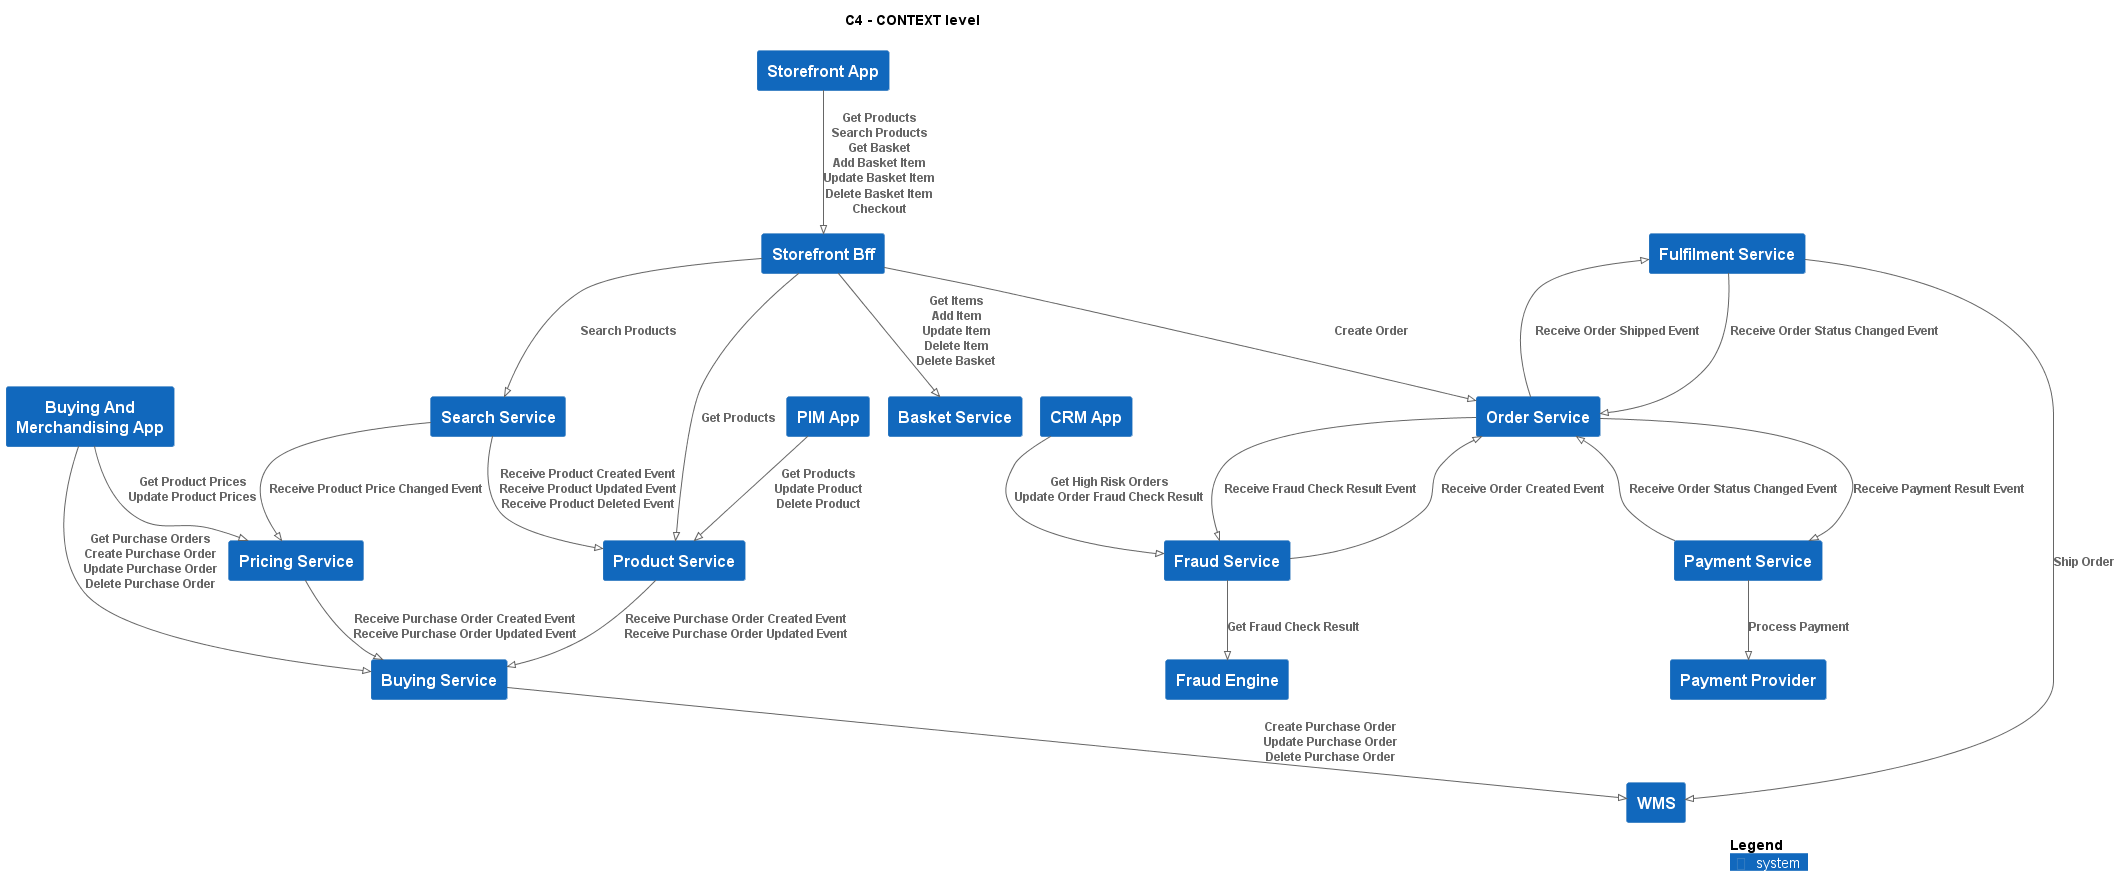 C4 - CONTEXT level
Storefront App
Get Products
Search Products
Get Basket
Add Basket Item
Update Basket Item
Delete Basket Item
Checkout
Storefront Bff
Fulfilment Service
Search Products
Get Items
Add Item
Update Item
Delete Item
Delete Basket
Create Order
Receive Order Shipped Event
Receive Order Status Changed Event
Buying And
Merchandising App
Search Service
Get Products
PIM App
Basket Service
CRM App
Order Service
Get Product Prices
Update Product Prices
Receive Product Price Changed Event
Receive Product Created Event
Receive Product Updated Event
Receive Product Deleted Event
Get Products
Update Product
Delete Product
Get High Risk Orders
Update Order Fraud Check Result
Receive Fraud Check Result Event
Receive Order Created Event
Receive Order Status Changed Event
Receive Payment Result Event
Get Purchase Orders
Create Purchase Order
Update Purchase Order
Delete Purchase Order
Pricing Service
Product Service
Fraud Service
Payment Service
Ship Order
Receive Purchase Order Created Event
Receive Purchase Order Updated Event
Receive Purchase Order Created Event
Receive Purchase Order Updated Event
Get Fraud Check Result
Process Payment
Buying Service
Fraud Engine
Payment Provider
Create Purchase Order
Update Purchase Order
Delete Purchase Order
WMS
Legend
system